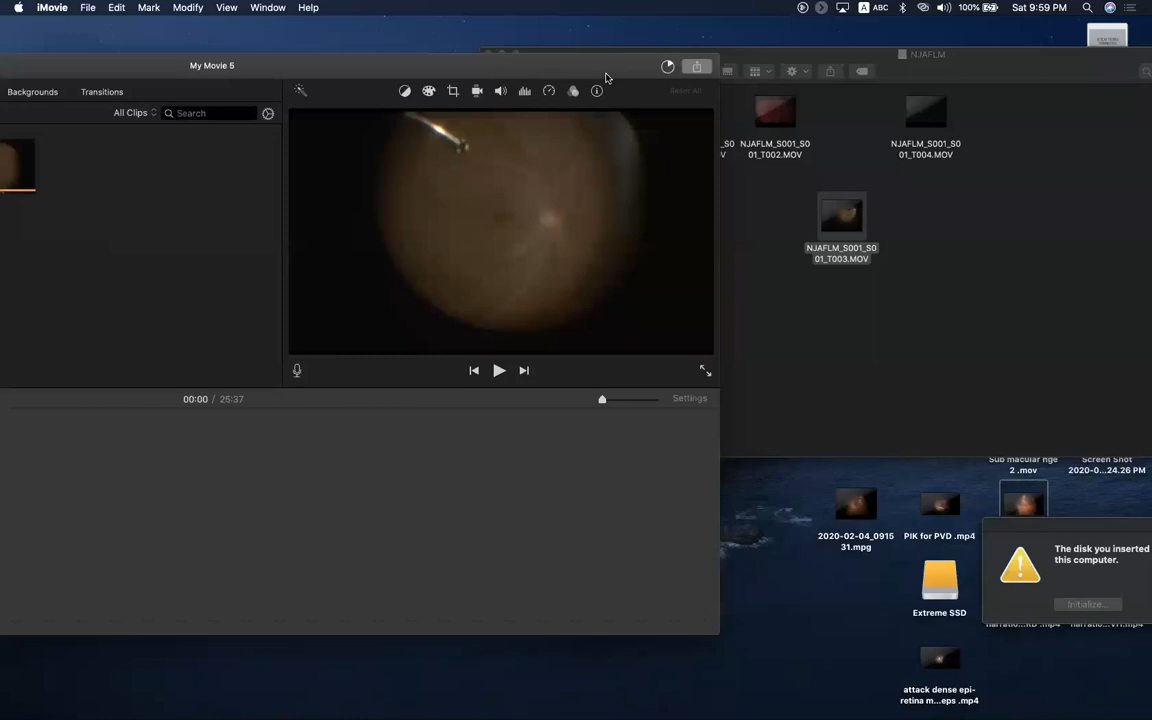 iMovie File Edit Mark Modify View Window Help
A ABC 100% Sat 9:59 PM
My Movie 5
NJAFLM
Backgrounds Transitions
Reset All
All Clips Search
NJAFLM_S001_S0
01_T002.MOV
NJAFLM_S001_S0
01_T004.MOV
NJAFLM_S001_S0
01_T003.MOV
00:00 / 25:37
Settings
Sub macular hge
2 .mov
Screen Shot
2020-0...24.26 PM
2020-02-04_0915
31.mpg
PIK for PVD .mp4
The disk you inserted
this computer.
Initialize...
Extreme SSD
attack dense epi-
retina m...eps .mp4